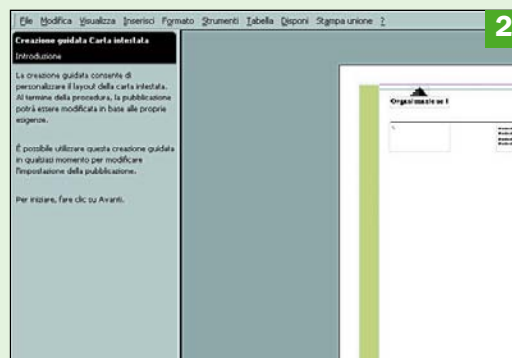 File Modifica Visualizza Inserisci Formato Strumenti Tabella Disponi Stampa unione ?
2
Creazione guidata Carta intestata
Introduzione
La creazione guidata consente di
personalizzare il layout della carta intestata.
Al termine della procedura, la pubblicazione
potrà essere modificata in base alle proprie
esigenze.
È possibile utilizzare questa creazione guidata
in qualsiasi momento per modificare
l'impostazione della pubblicazione.
Per iniziare, fare clic su Avanti.